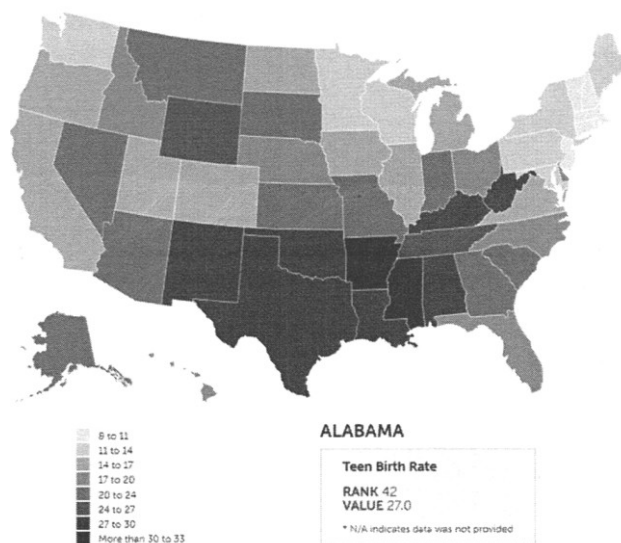 8 to 11
11 to 14
14 to 17
17 to 20
20 to 24
24 to 27
27 to 30
More than 30 to 33
ALABAMA
Teen Birth Rate
RANK 42
VALUE 27.0
* N/A indicates data was not provided